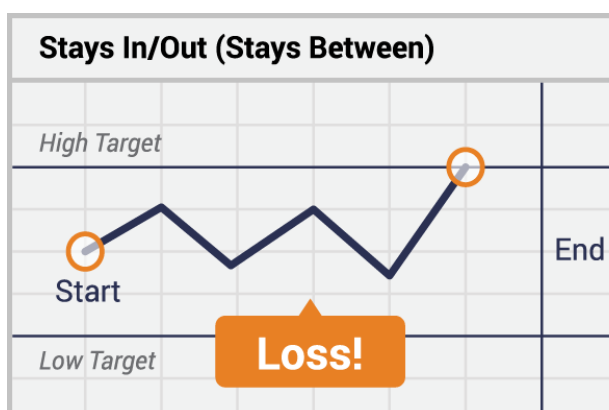 Stays In/Out (Stays Between)
High Target
Start
End
Loss!
Low Target